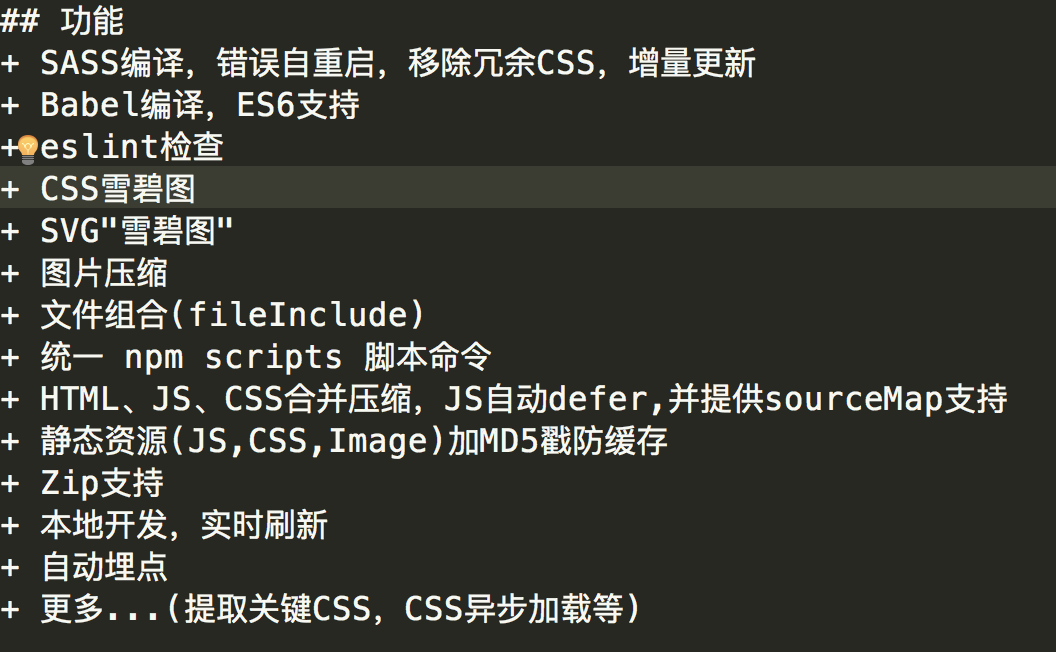 ## 功能
+ SASS编译，错误自重启，移除冗余CSS，增量更新
+ Babel编译，ES6支持
+ eslint检查
+ CSS雪碧图
+ SVG"雪碧图"
+ 图片压缩
+ 文件组合(fileInclude)
+ 统一 npm scripts 脚本命令
+ HTML、JS、CSS合并压缩，JS自动defer,并提供sourceMap支持
+ 静态资源(JS,CSS,Image)加MD5戳防缓存
+ Zip支持
+ 本地开发，实时刷新
+ 自动埋点
+ 更多...(提取关键CSS，CSS异步加载等)